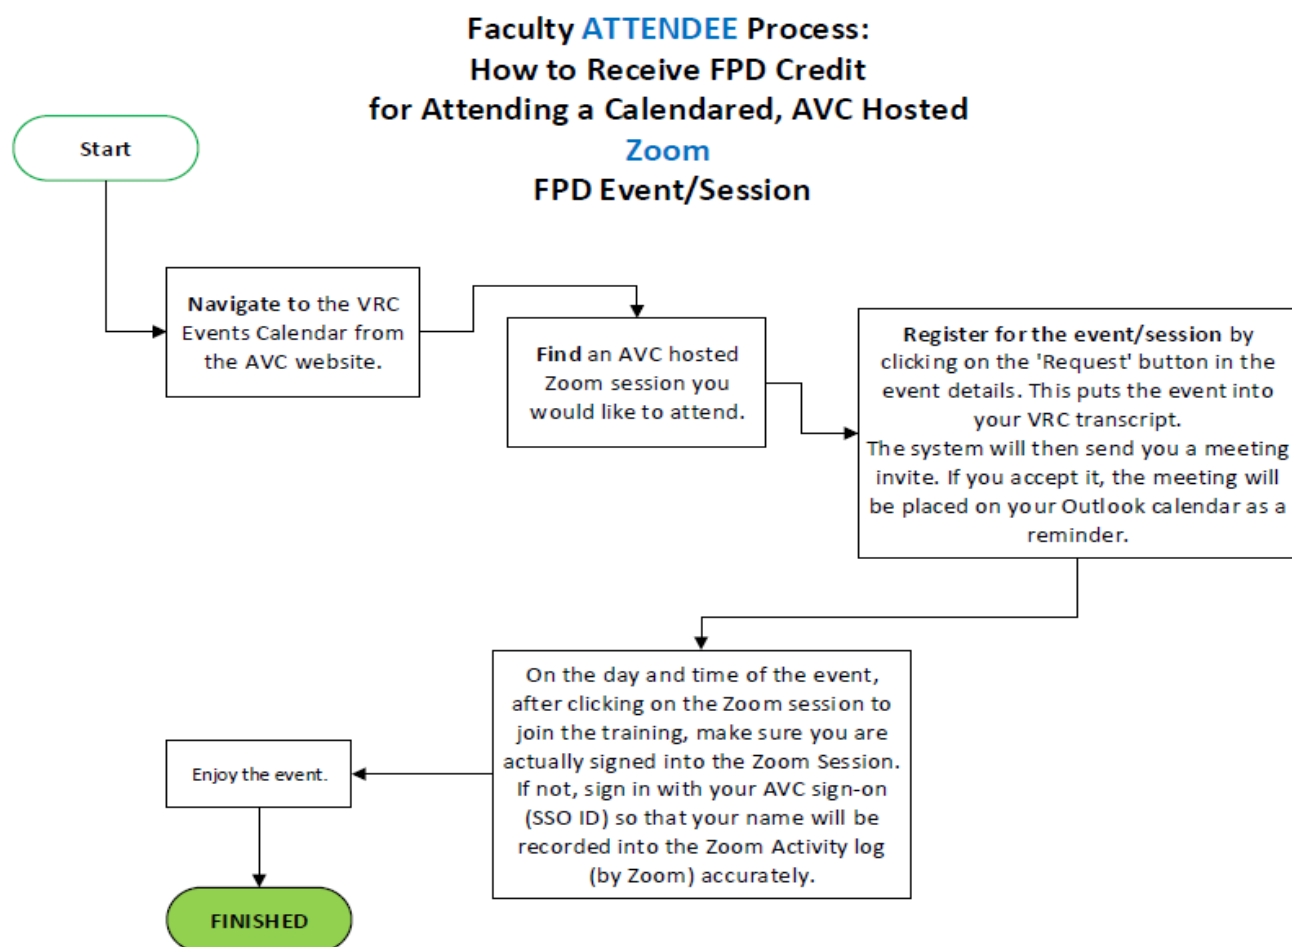 Faculty ATTENDEE Process:
How to Receive FPD Credit
for Attending a Calendared, AVC Hosted
Zoom
FPD Event/Session
Start
Navigate to the VRC
Events Calendar from
the AVC website.
Find an AVC hosted
Zoom session you
would like to attend.
Register for the event/session by
clicking on the 'Request' button in the
event details. This puts the event into
your VRC transcript.
The system will then send you a meeting
invite. If you accept it, the meeting will
be placed on your Outlook calendar as a
reminder.
On the day and time of the event,
after clicking on the Zoom session to
join the training, make sure you are
actually signed into the Zoom Session.
If not, sign in with your AVC sign-on
(SSO ID) so that your name will be
recorded into the Zoom Activity log
(by Zoom) accurately.
Enjoy the event.
FINISHED